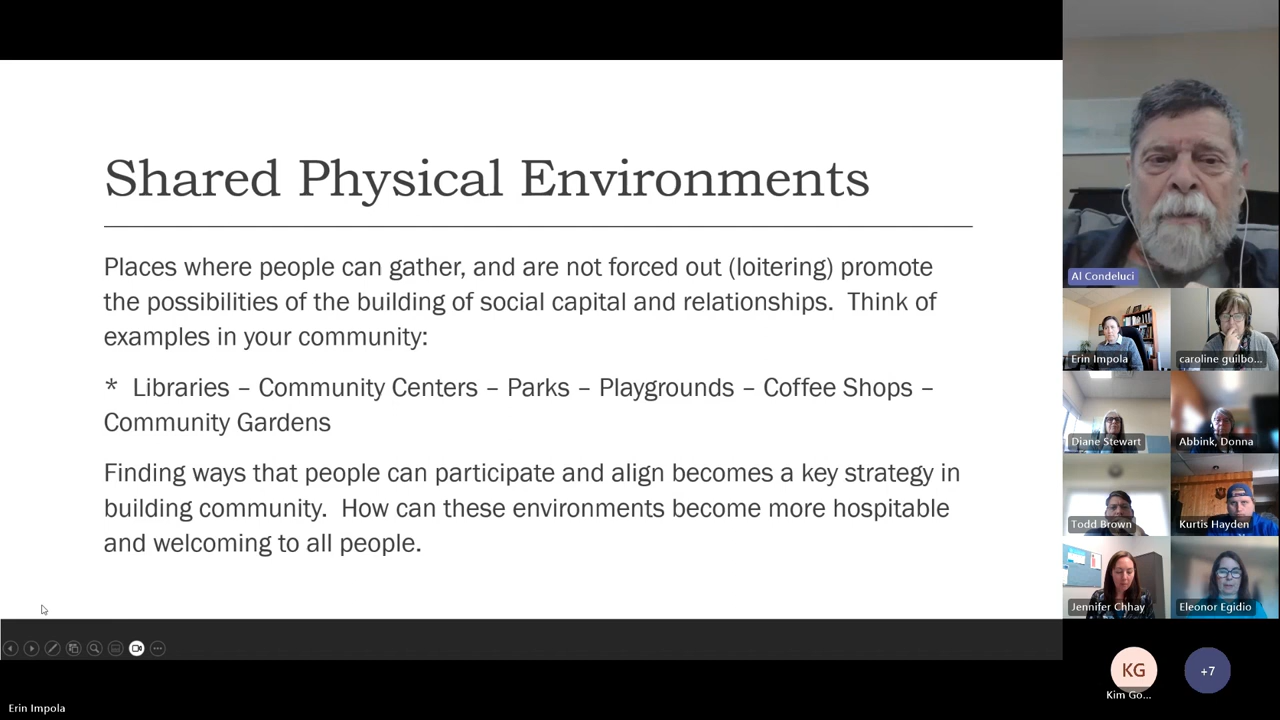 Shared Physical Environments
Places where people can gather, and are not forced out (loitering) promote
the possibilities of the building of social capital and relationships.  Think of
examples in your community:
*  Libraries – Community Centers – Parks – Playgrounds – Coffee Shops –
Community Gardens
Finding ways that people can participate and align becomes a key strategy in
building community.  How can these environments become more hospitable
and welcoming to all people.
Al Condeluci
Erin Impola
caroline guilbo...
Diane Stewart
Abbink, Donna
Todd Brown
Kurtis Hayden
Jennifer Chhay
Eleonor Egidio
KG
+7
Kim Go...
Erin Impola